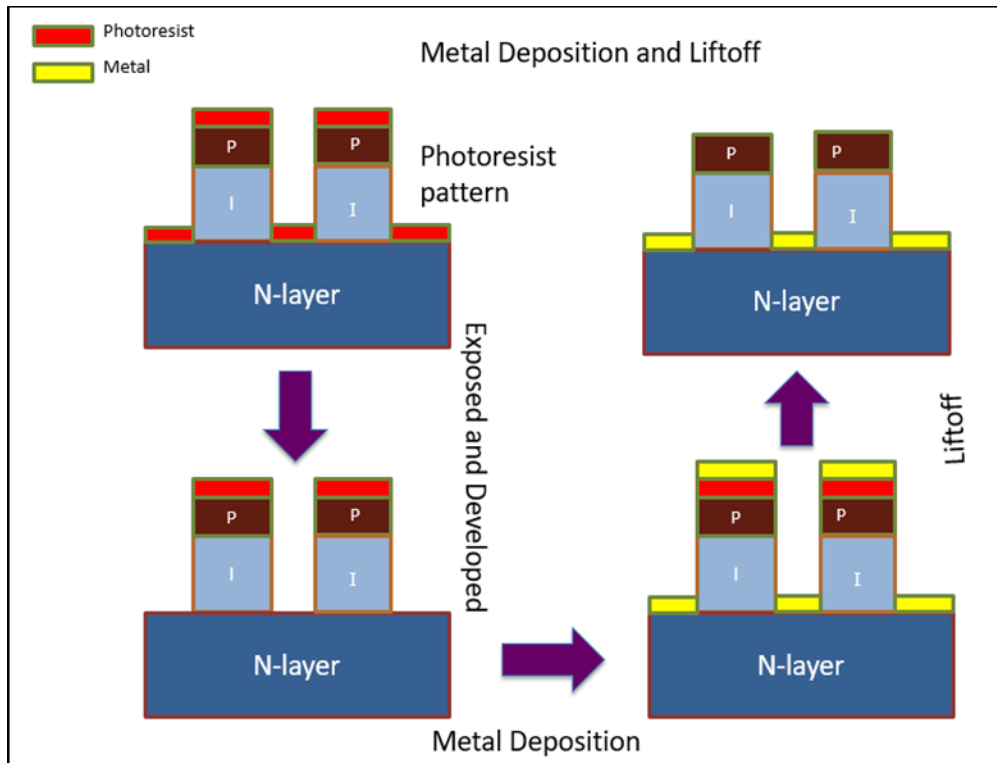 Photoresist
Metal
Metal Deposition and Liftoff
Photoresist
pattern
P
P
I
I
N-layer
P
P
I
I
N-layer
Exposed and Developed
Liftoff
P
P
I
I
N-layer
P
P
I
I
N-layer
Metal Deposition